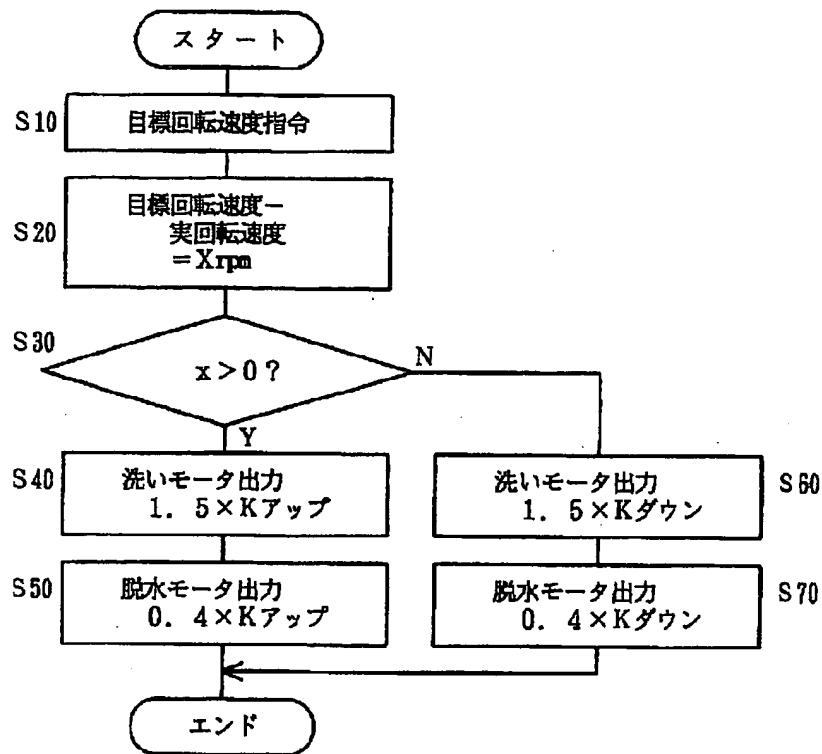 スタート
S10
目標回転速度指令
S20
目標回転速度−
実回転速度
＝Xrpm
S30
x＞0？
N
Y
S40
洗いモータ出力
1．5×Kアップ
S60
洗いモータ出力
1．5×Kダウン
S50
脱水モータ出力
0．4×Kアップ
S70
脱水モータ出力
0．4×Kダウン
エンド